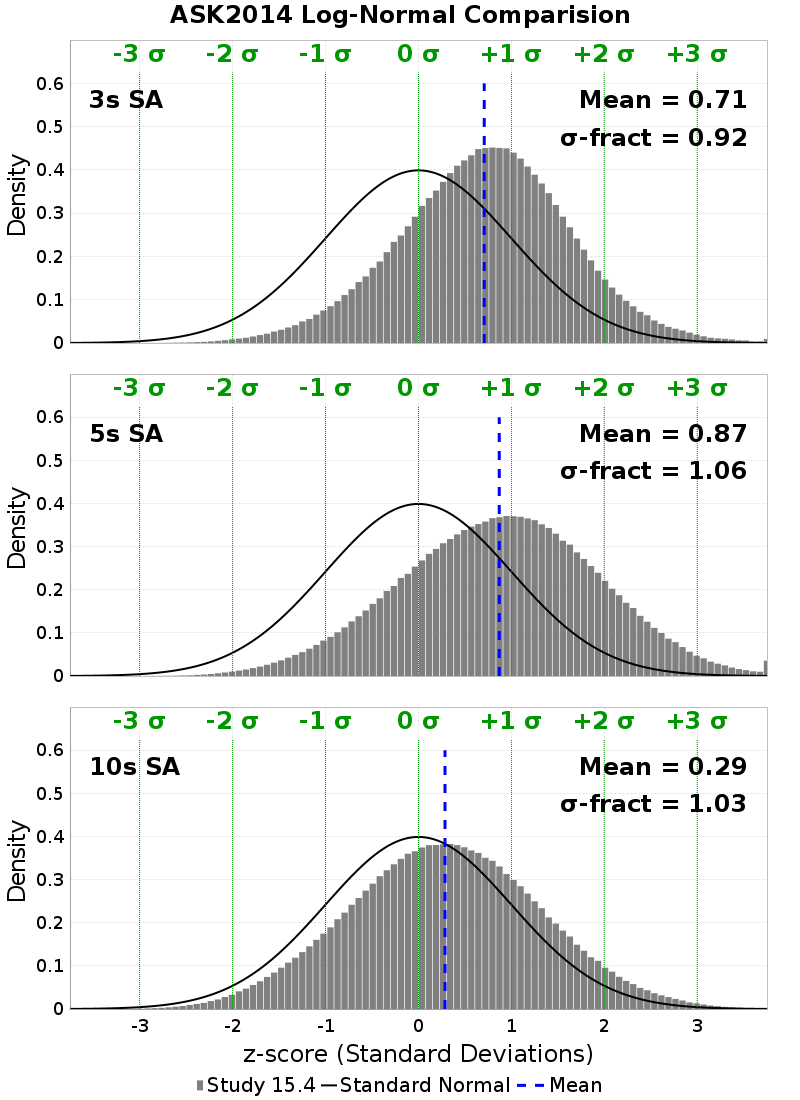 ASK2014 Log-Normal Comparision
-3 σ -2 σ -1 σ 0 σ +1 σ +2 σ +3 σ
3s SA
Mean = 0.71
σ-fract = 0.92
Density
0.6
0.5
0.4
0.3
0.2
0.1
0
-3 σ -2 σ -1 σ 0 σ +1 σ +2 σ +3 σ
5s SA
Mean = 0.87
σ-fract = 1.06
Density
0.6
0.5
0.4
0.3
0.2
0.1
0
-3 σ -2 σ -1 σ 0 σ +1 σ +2 σ +3 σ
10s SA
Mean = 0.29
σ-fract = 1.03
Density
0.6
0.5
0.4
0.3
0.2
0.1
0
-3 -2 -1 0 1 2 3
z-score (Standard Deviations)
Study 15.4 Standard Normal Mean